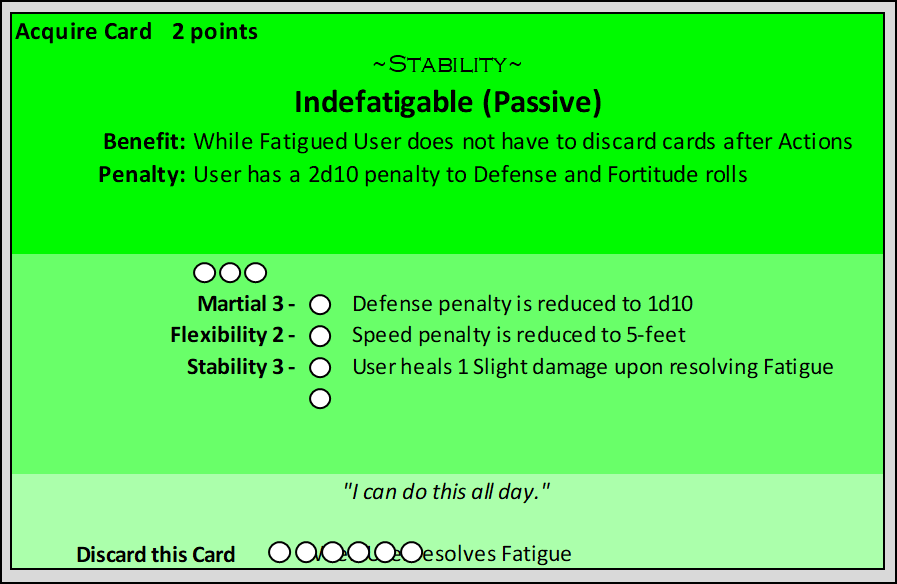 Acquire Card 2 points
~Stability~
Indefatigable (Passive)
Benefit: While Fatigued User does not have to discard cards after Actions
Penalty: User has a 2d10 penalty to Defense and Fortitude rolls
Martial 3 - Defense penalty is reduced to 1d10
Flexibility 2 - Speed penalty is reduced to 5-feet
Stability 3 - User heals 1 Slight damage upon resolving Fatigue
"I can do this all day."
Discard this Card resolves Fatigue